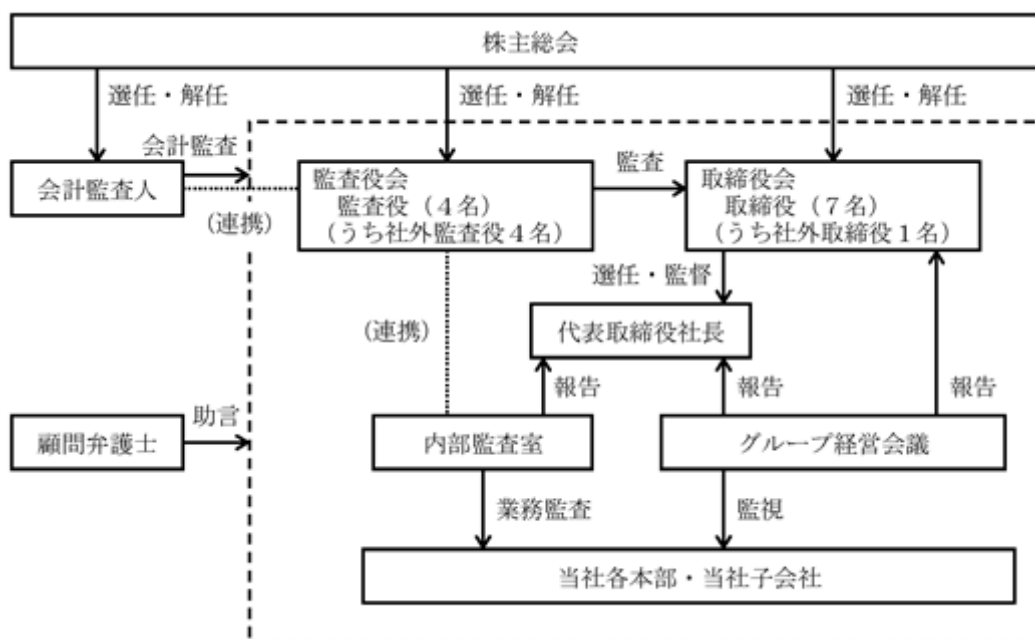 株主総会
選任・解任
選任・解任
選任・解任
会計監査
会計監査人
(連携)
監査役会
監査役（4名）
（うち社外監査役4名）
監査
取締役会
取締役（7名）
（うち社外取締役1名）
選任・監督
(連携)
代表取締役社長
報告
報告
報告
顧問弁護士
助言
内部監査室
グループ経営会議
業務監査
監視
当社各本部・当社子会社